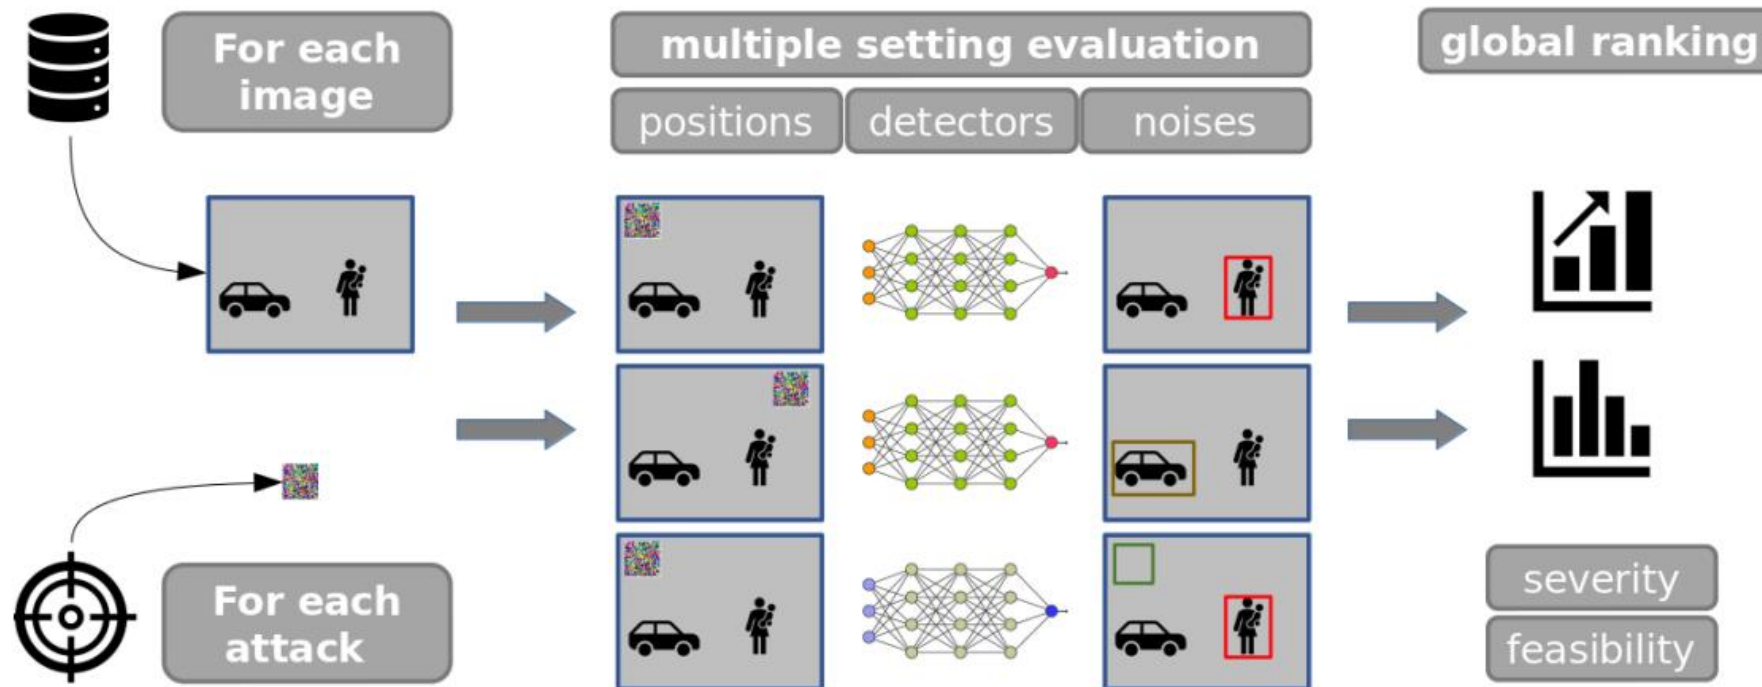 For each
image
multiple setting evaluation
global ranking
positions
detectors
noises
For each
attack
severity
feasibility